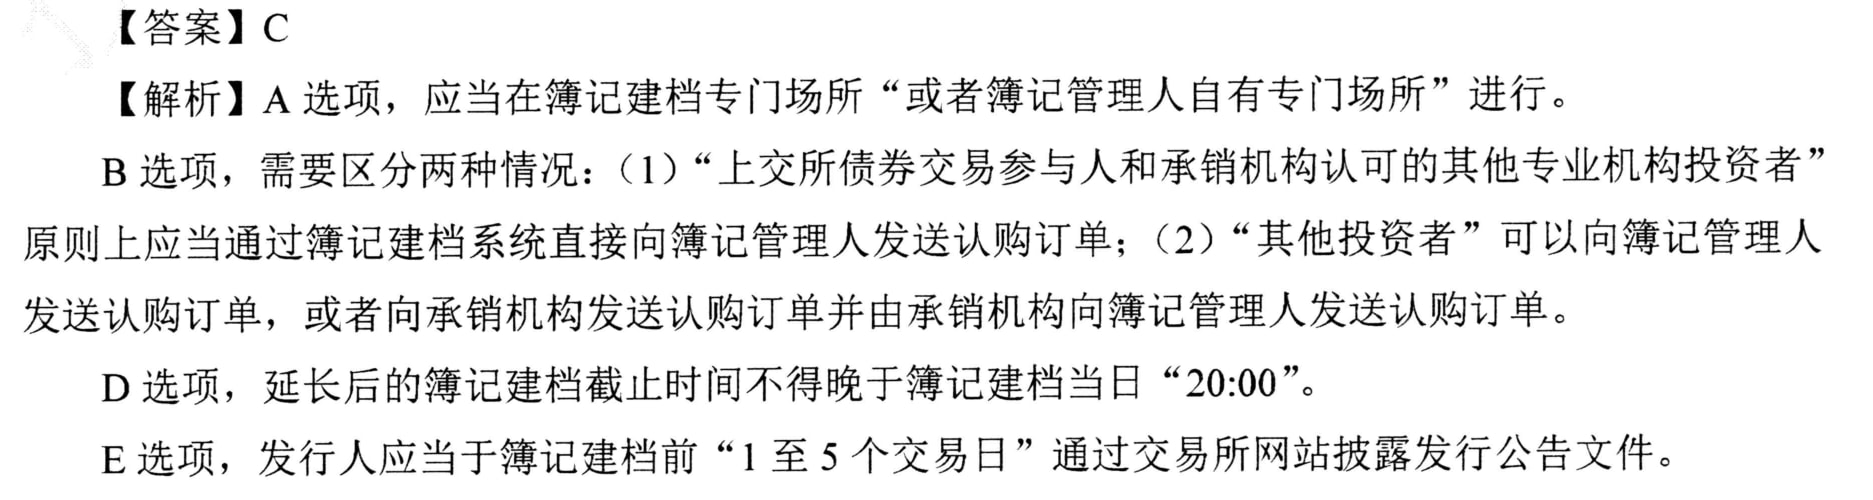 【答案】C
【解析】A 选项，应当在簿记建档专门场所“或者簿记管理人自有专门场所”进行。
B 选项，需要区分两种情况：（1）“上交所债券交易参与人和承销机构认可的其他专业机构投资者”
原则上应当通过簿记建档系统直接向簿记管理人发送认购订单；（2）“其他投资者”可以向簿记管理人
发送认购订单，或者向承销机构发送认购订单并由承销机构向簿记管理人发送认购订单。
D 选项，延长后的簿记建档截止时间不得晚于簿记建档当日“20:00”。
E 选项，发行人应当于簿记建档前“1 至 5 个交易日”通过交易所网站披露发行公告文件。